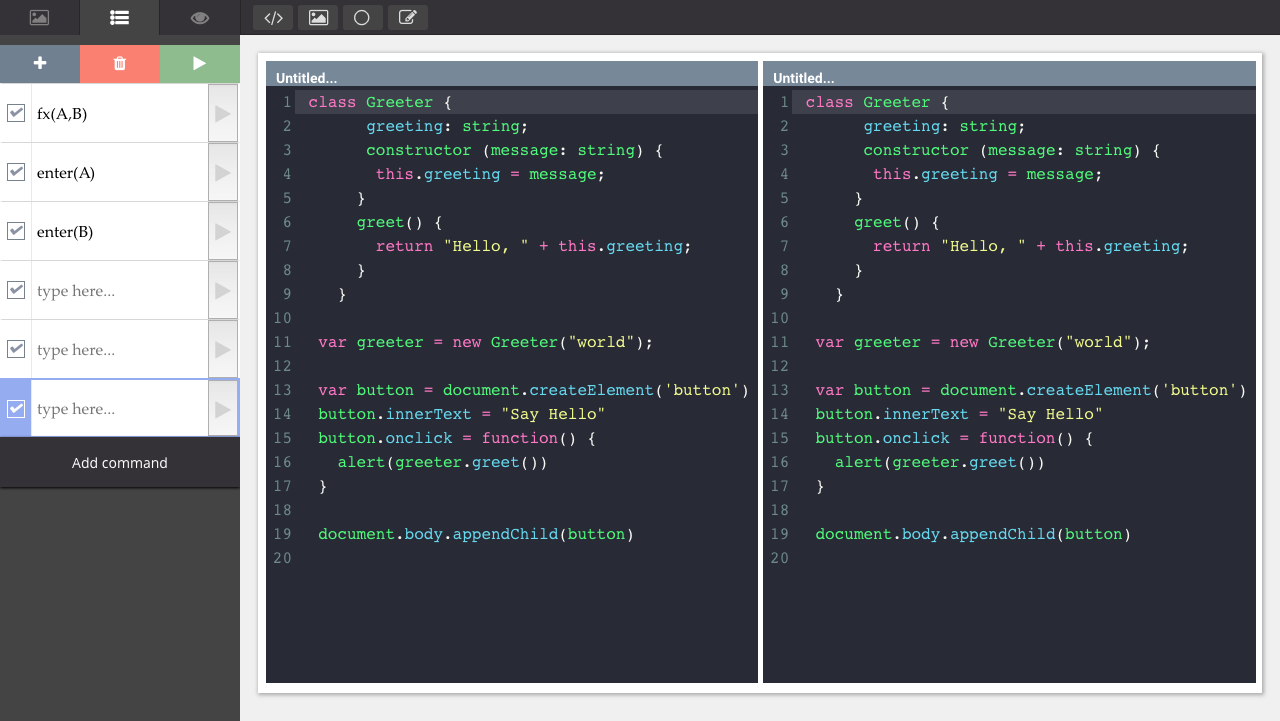 </>
fx(A,B)
enter(A)
enter(B)
type here...
type here...
type here...
Add command
Untitled...
1 class Greeter {
2       greeting: string;
3       constructor (message: string) {
4        this.greeting = message;
5      }
6      greet() {
7        return "Hello, " + this.greeting;
8      }
9    }
10
11  var greeter = new Greeter("world");
12
13  var button = document.createElement('button')
14  button.innerText = "Say Hello"
15  button.onclick = function() {
16    alert(greeter.greet())
17  }
18
19  document.body.appendChild(button)
20
Untitled...
1 class Greeter {
2       greeting: string;
3       constructor (message: string) {
4        this.greeting = message;
5      }
6      greet() {
7        return "Hello, " + this.greeting;
8      }
9    }
10
11  var greeter = new Greeter("world");
12
13  var button = document.createElement('button')
14  button.innerText = "Say Hello"
15  button.onclick = function() {
16    alert(greeter.greet())
17  }
18
19  document.body.appendChild(button)
20